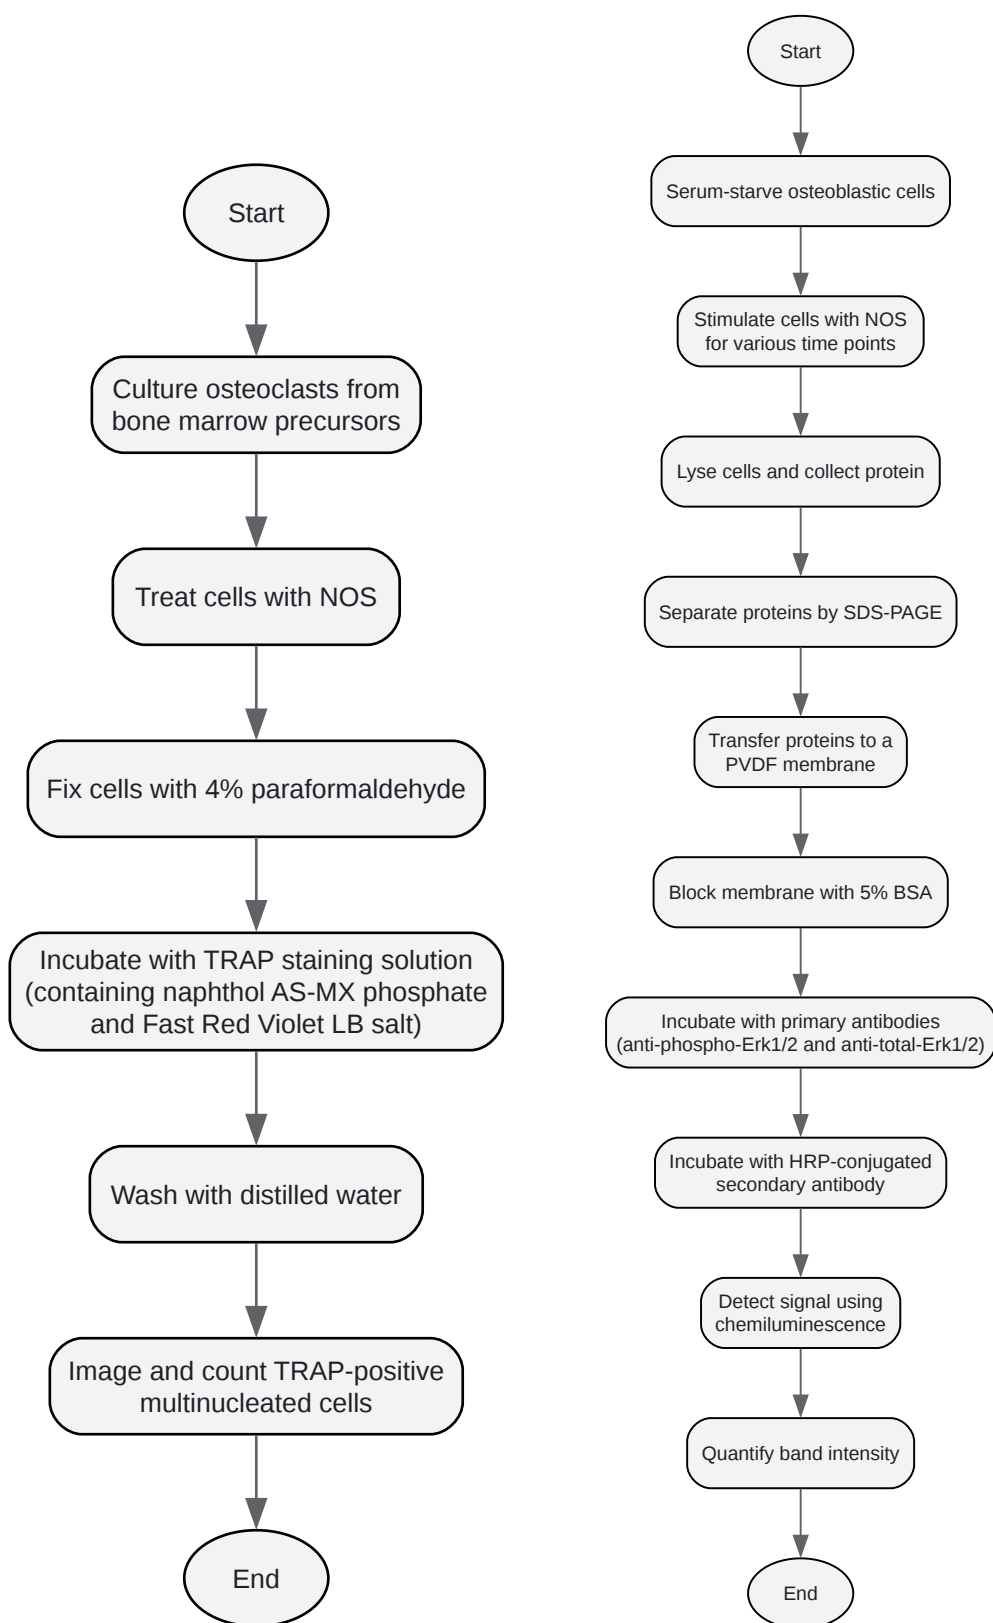 Start
Culture osteoclasts from
bone marrow precursors
Treat cells with NOS
Fix cells with 4% paraformaldehyde
Incubate with TRAP staining solution
(containing naphthol AS-MX phosphate
and Fast Red Violet LB salt)
Wash with distilled water
Image and count TRAP-positive
multinucleated cells
End
Start
Serum-starve osteoblastic cells
Stimulate cells with NOS
for various time points
Lyse cells and collect protein
Separate proteins by SDS-PAGE
Transfer proteins to a
PVDF membrane
Block membrane with 5% BSA
Incubate with primary antibodies
(anti-phospho-Erk1/2 and anti-total-Erk1/2)
Incubate with HRP-conjugated
secondary antibody
Detect signal using
chemiluminescence
Quantify band intensity
End